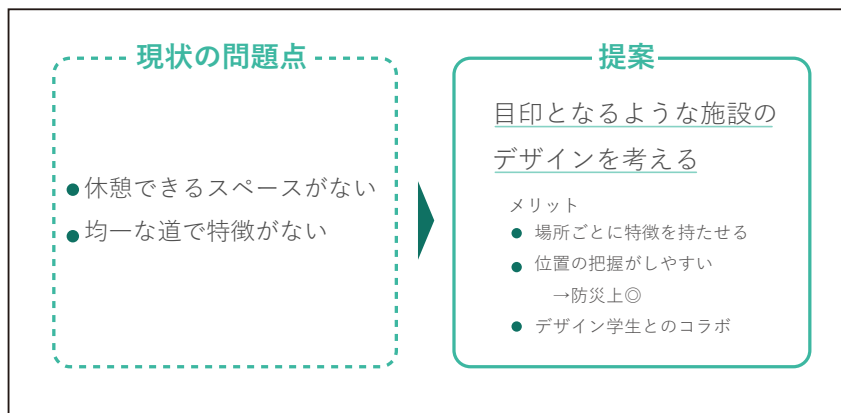 現状の問題点
● 休憩できるスペースがない
● 均一な道で特徴がない
提案
目印となるような施設の
デザインを考える
メリット
● 場所ごとに特徴を持たせる
● 位置の把握がしやすい
→防災上◎
● デザイン学生とのコラボ